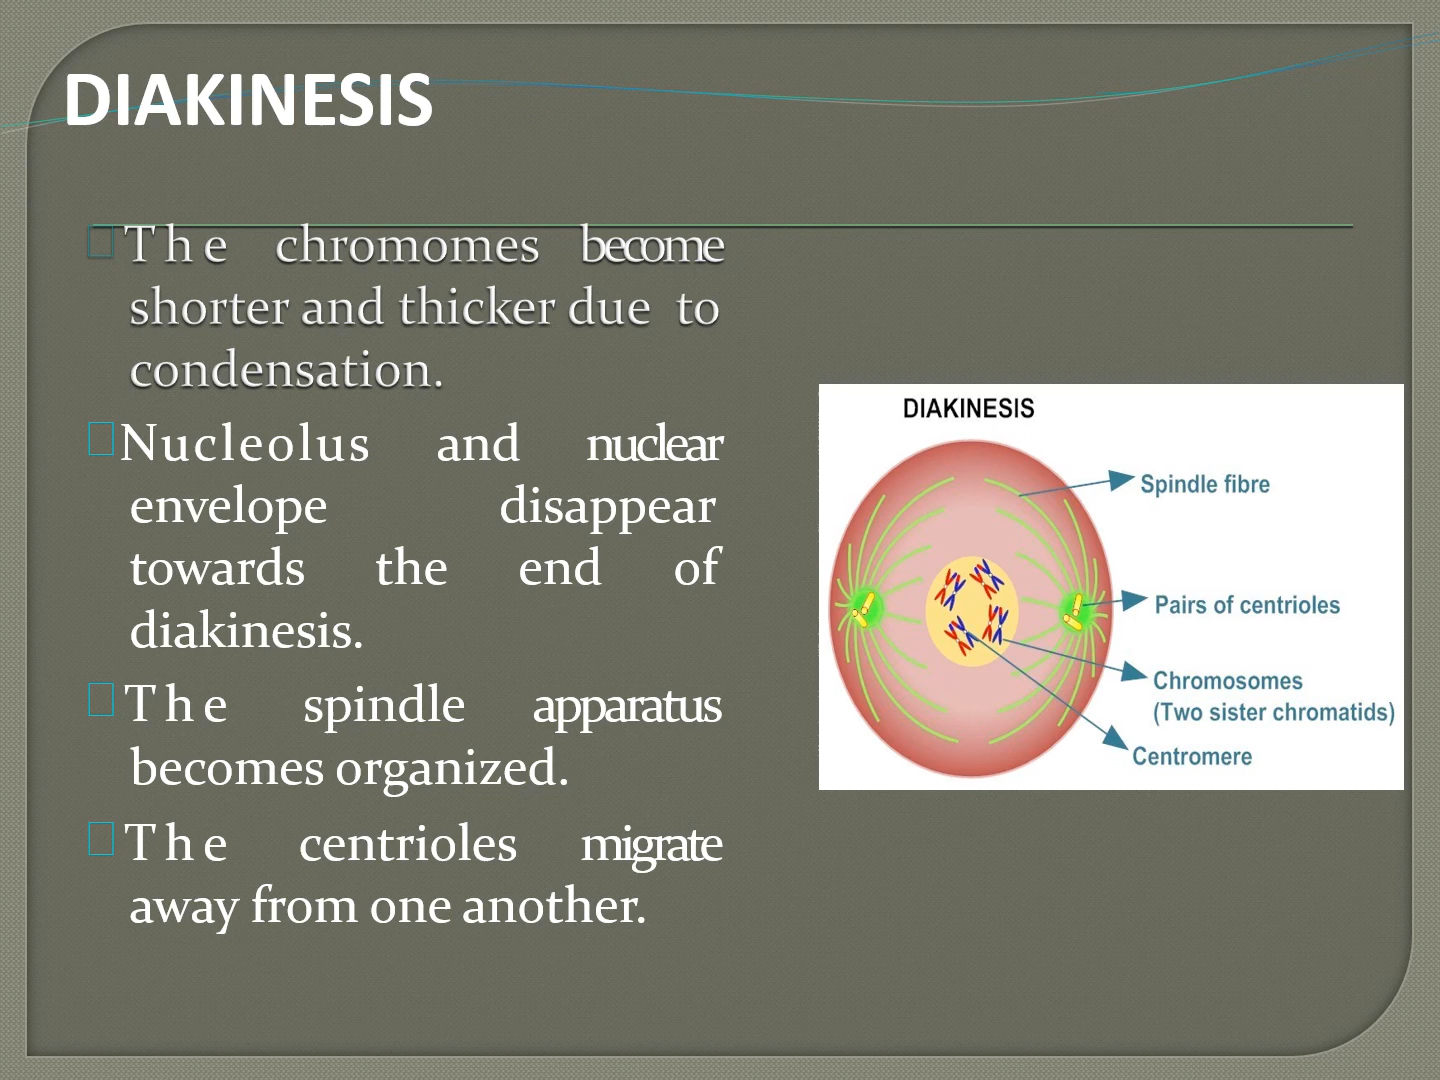 DIAKINESIS
The chromomes become
shorter and thicker due to
condensation.
Nucleolus and nuclear
envelope disappear
towards the end of
diakinesis.
The spindle apparatus
becomes organized.
The centrioles migrate
away from one another.
DIAKINESIS
Spindle fibre
Pairs of centrioles
Chromosomes
(Two sister chromatids)
Centromere